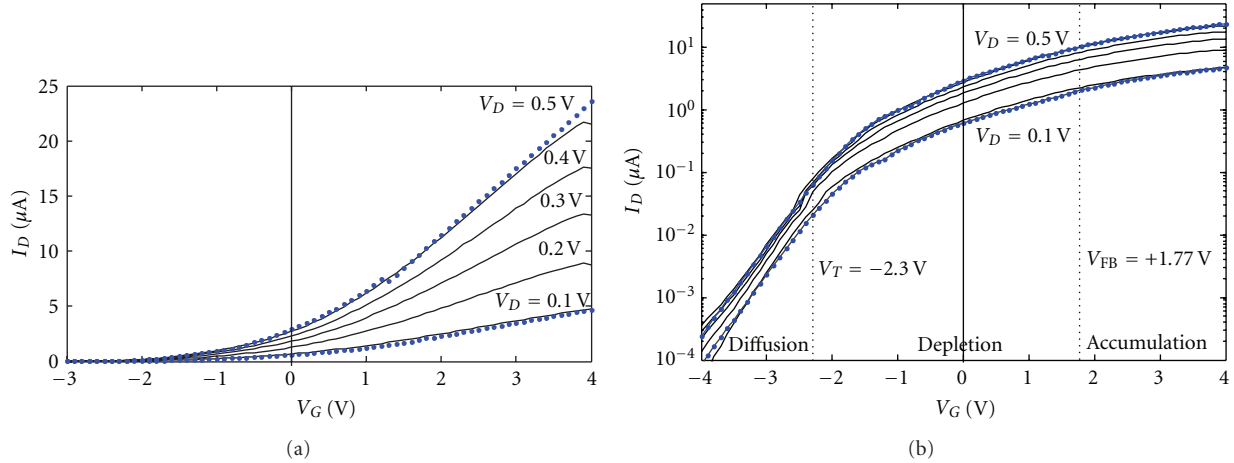 25
20
15
10
5
0
I_D (μA)
V_D = 0.5 V
0.4 V
0.3 V
0.2 V
V_D = 0.1 V
−3 −2 −1 0 1 2 3 4
V_G (V)
(a)
10^1
10^0
10^−1
10^−2
10^−3
10^−4
I_D (μA)
V_D = 0.5 V
V_D = 0.1 V
V_T = −2.3 V
V_FB = +1.77 V
Diffusion Depletion Accumulation
−4 −3 −2 −1 0 1 2 3 4
V_G (V)
(b)